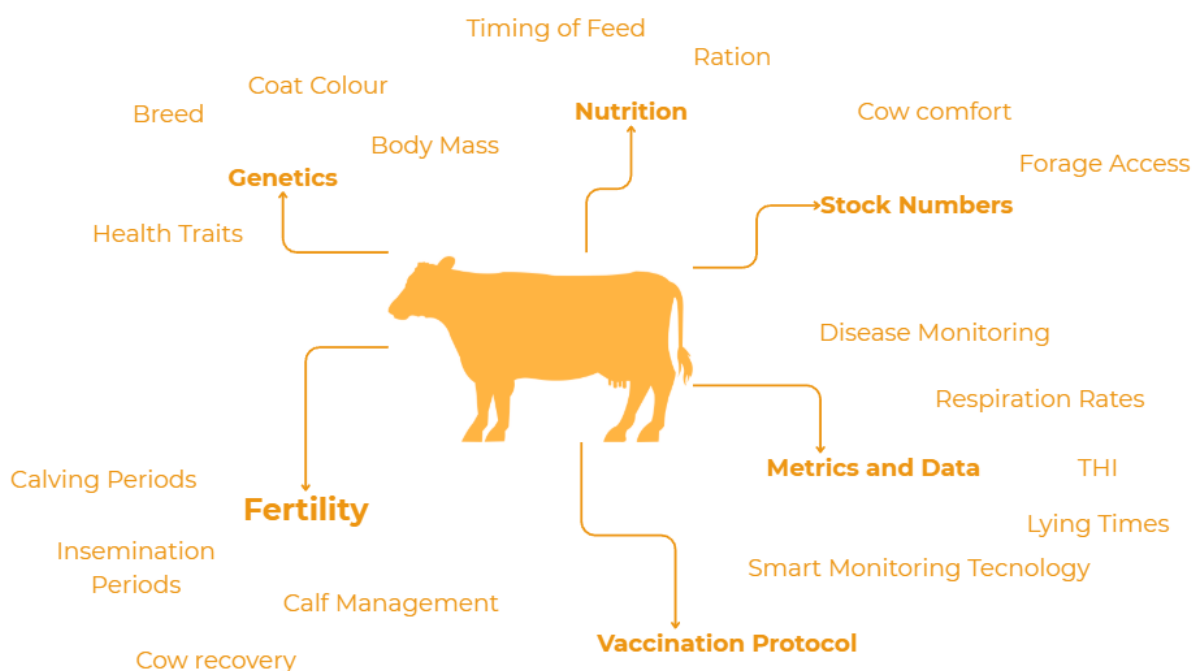 Timing of Feed
Ration
Coat Colour
Breed
Nutrition
Cow comfort
Body Mass
Forage Access
Genetics
Stock Numbers
Health Traits
Disease Monitoring
Respiration Rates
Metrics and Data
THI
Calving Periods
Fertility
Lying Times
Insemination
Periods
Smart Monitoring Tecnology
Calf Management
Vaccination Protocol
Cow recovery